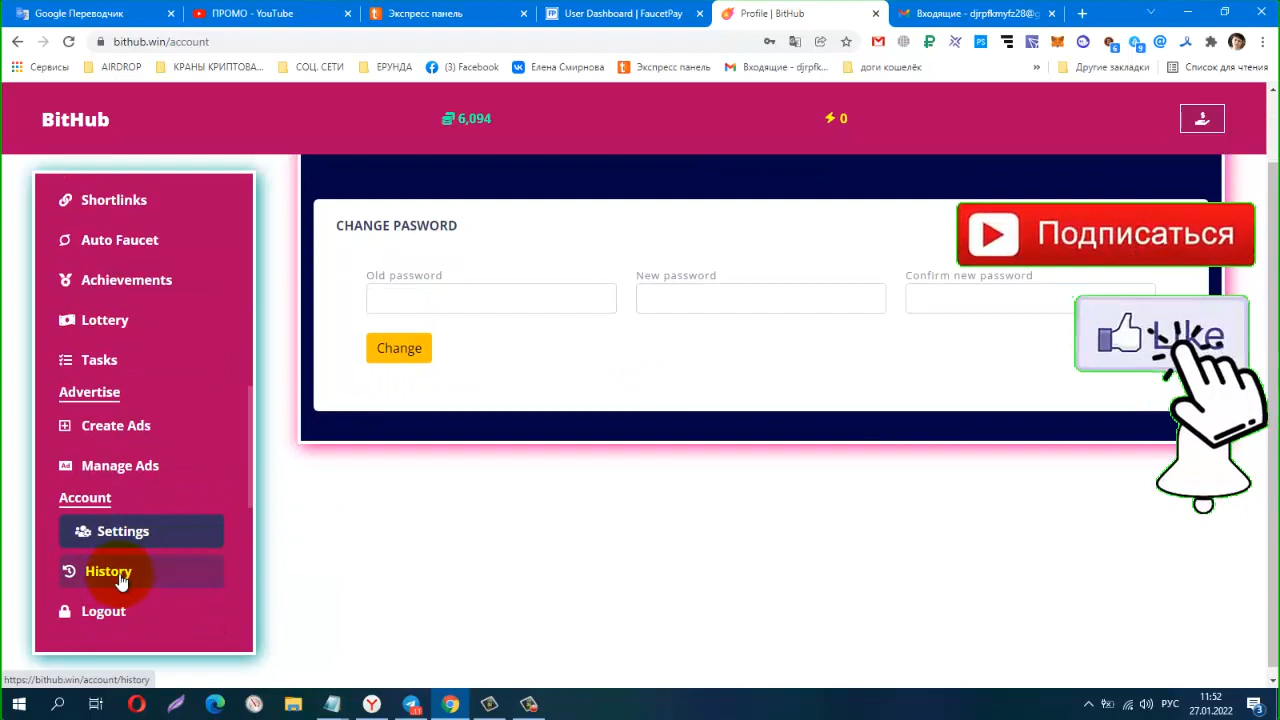 Google Переводчик
ПРОМО - YouTube
Экспресс панель
User Dashboard | FaucetPay
Profile | BitHub
Входящие - djrpfkmyfz28@g
bithub.win/account
Сервисы
AIRDROP
КРАНЫ КРИПТОВА...
СОЦ. СЕТИ
ЕРУНДА
(3) Facebook
Елена Смирнова
Экспресс панель
Входящие - djrpfk...
доги кошелёк
»
Другие закладки
Список для чтения
BitHub
6,094
0
Shortlinks
Auto Faucet
Achievements
Lottery
Tasks
Advertise
Create Ads
Manage Ads
Account
Settings
History
Logout
CHANGE PASWORD
Old password
New password
Confirm new password
Change
Подписаться
Like
https://bithub.win/account/history
РУС
11:52
27.01.2022